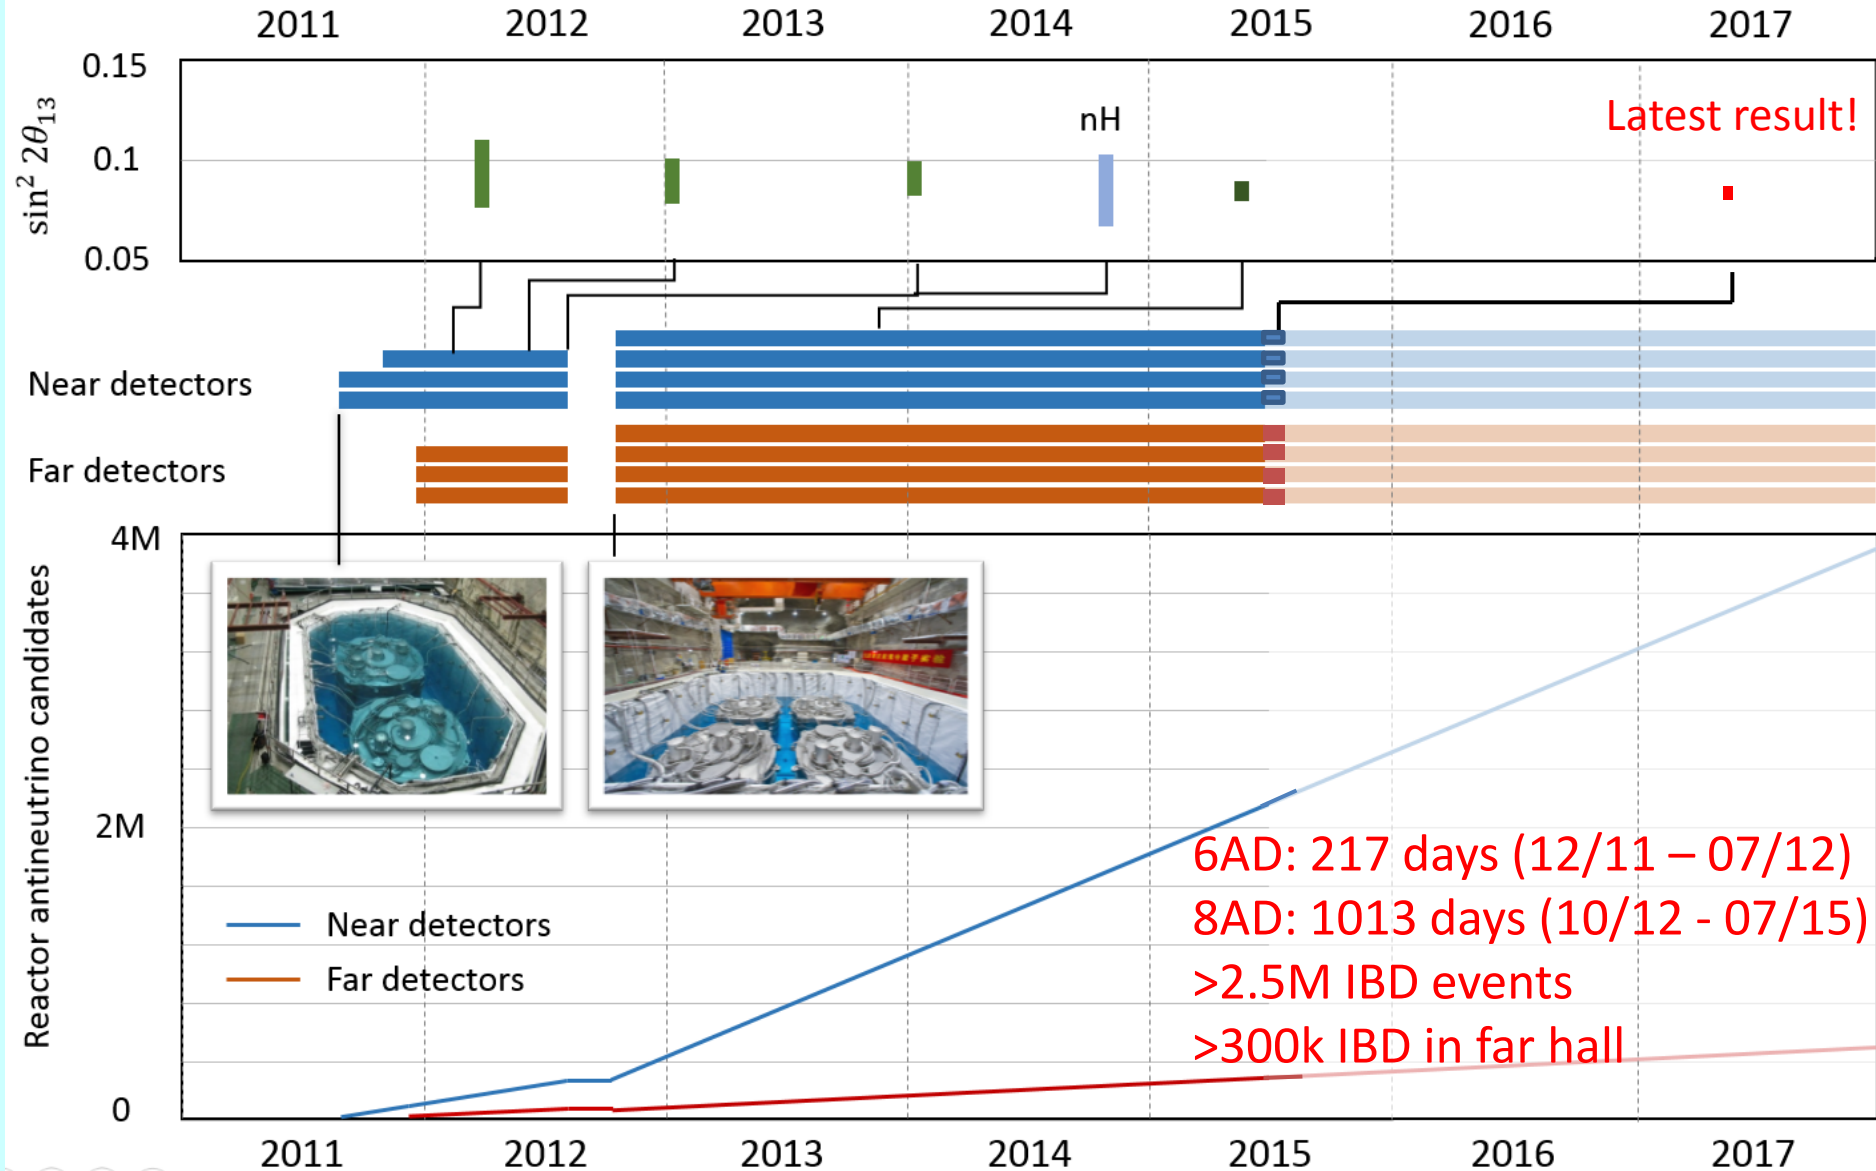 2011 2012 2013 2014 2015 2016 2017
0.15
0.1
0.05
sin² 2θ₁₃
nH
Latest result!
Near detectors
Far detectors
4M
2M
0
Reactor antineutrino candidates
Near detectors
Far detectors
6AD: 217 days (12/11 – 07/12)
8AD: 1013 days (10/12 - 07/15)
>2.5M IBD events
>300k IBD in far hall
2011 2012 2013 2014 2015 2016 2017